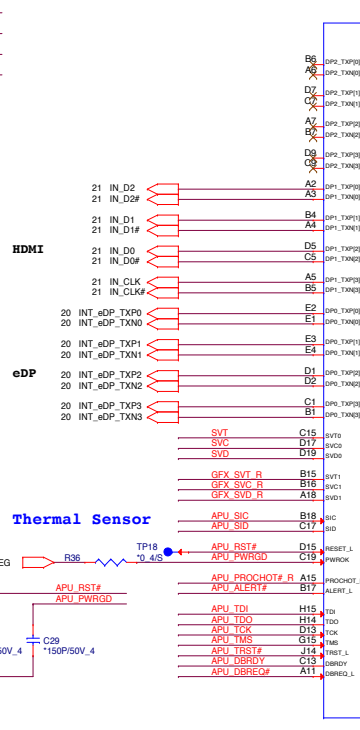 B6 DP2_TXP[0]
A6 DP2_TXN[0]
D7 DP2_TXP[1]
C7 DP2_TXN[1]
A7 DP2_TXP[2]
B7 DP2_TXN[2]
D9 DP2_TXP[3]
C9 DP2_TXN[3]
21 IN_D2 A2 DP1_TXP[0]
21 IN_D2# A3 DP1_TXN[0]
21 IN_D1 B4 DP1_TXP[1]
21 IN_D1# A4 DP1_TXN[1]
HDMI
21 IN_D0 D5 DP1_TXP[2]
21 IN_D0# C5 DP1_TXN[2]
21 IN_CLK A5 DP1_TXP[3]
21 IN_CLK# B5 DP1_TXN[3]
20 INT_eDP_TXP0 E2 DP0_TXP[0]
20 INT_eDP_TXN0 E1 DP0_TXN[0]
20 INT_eDP_TXP1 E3 DP0_TXP[1]
20 INT_eDP_TXN1 E4 DP0_TXN[1]
eDP
20 INT_eDP_TXP2 D1 DP0_TXP[2]
20 INT_eDP_TXN2 D2 DP0_TXN[2]
20 INT_eDP_TXP3 C1 DP0_TXP[3]
20 INT_eDP_TXN3 B1 DP0_TXN[3]
SVT C15 SVT0
SVC D17 SVC0
SVD D19 SVD0
GFX_SVT_R B15 SVT1
GFX_SVC_R B16 SVC1
GFX_SVD_R A18 SVD1
Thermal Sensor
APU_SIC B18 SIC
APU_SID C17 SID
TP18 APU_RST# D15 RESET_L
EG R36 *0_4/S APU_PWRGD C19 PWROK
APU_PROCHOT#_R A15 PROCHOT_
APU_ALERT# B17 ALERT_L
APU_RST#
APU_PWRGD
APU_TDI H15 TDI
APU_TDO H14 TDO
APU_TCK D13 TCK
APU_TMS G15 TMS
APU_TRST# J14 TRST_L
APU_DBRDY C13 DBRDY
APU_DBREQ# A11 DBREQ_L
C29
50V_4 *150P/50V_4